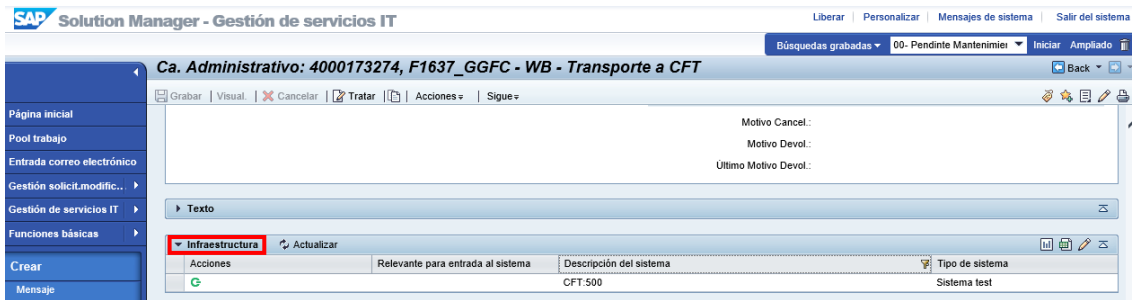 SAP Solution Manager - Gestión de servicios IT
Liberar | Personalizar | Mensajes de sistema | Salir del sistema
Búsquedas grabadas 00- Pendinte Mantenimier Iniciar Ampliado
Ca. Administrativo: 4000173274, F1637_GGFC - WB - Transporte a CFT
Back
Grabar | Visual. | Cancelar | Tratar | Acciones | Sigue
Página inicial
Pool trabajo
Entrada correo electrónico
Gestión solicit.modific...
Gestión de servicios IT
Funciones básicas
Crear
Mensaje
Motivo Cancel.:
Motivo Devol.:
Último Motivo Devol.:
Texto
Infraestructura Actualizar
Acciones Relevante para entrada al sistema Descripción del sistema Tipo de sistema
CFT:500 Sistema test